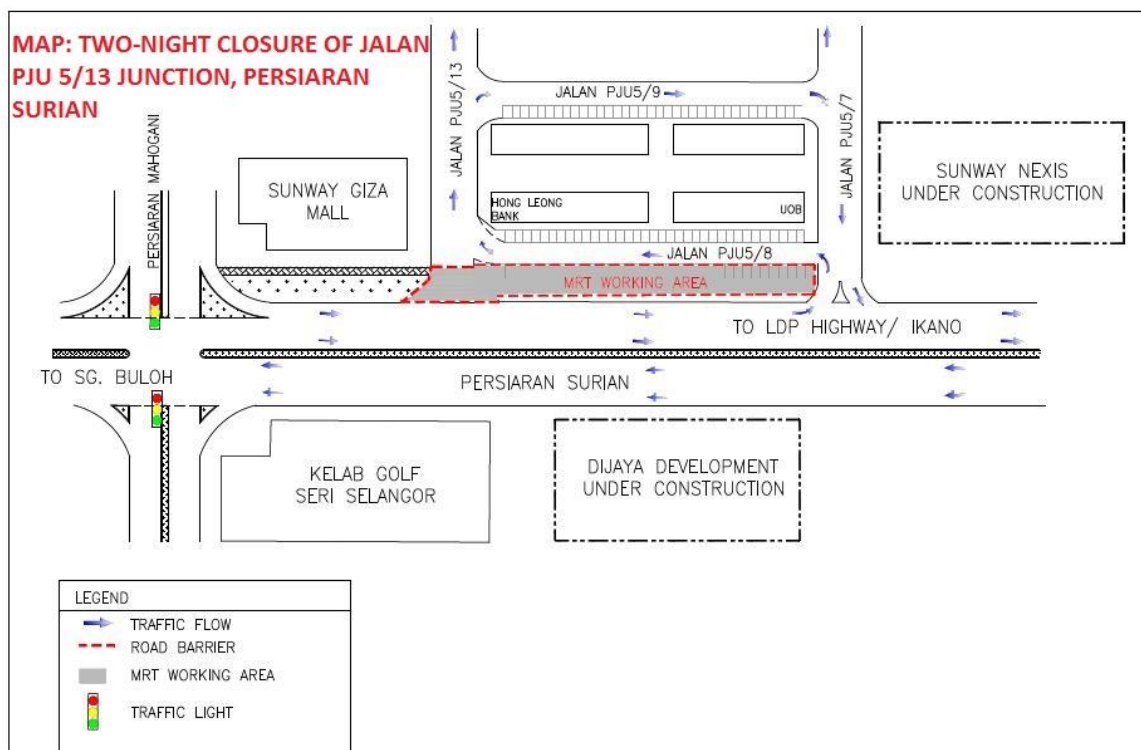 MAP: TWO-NIGHT CLOSURE OF JALAN
PJU 5/13 JUNCTION, PERSIARAN
SURIAN
PERSIARAN MAHOGANI
SUNWAY GIZA
MALL
JALAN PJU5/13
JALAN PJU5/9
JALAN PJU5/7
HONG LEONG
BANK
UOB
JALAN PJU5/8
SUNWAY NEXIS
UNDER CONSTRUCTION
MRT WORKING AREA
TO LDP HIGHWAY/ IKANO
TO SG. BULOH
PERSIARAN SURIAN
KELAB GOLF
SERI SELANGOR
DIJAYA DEVELOPMENT
UNDER CONSTRUCTION
LEGEND
TRAFFIC FLOW
ROAD BARRIER
MRT WORKING AREA
TRAFFIC LIGHT